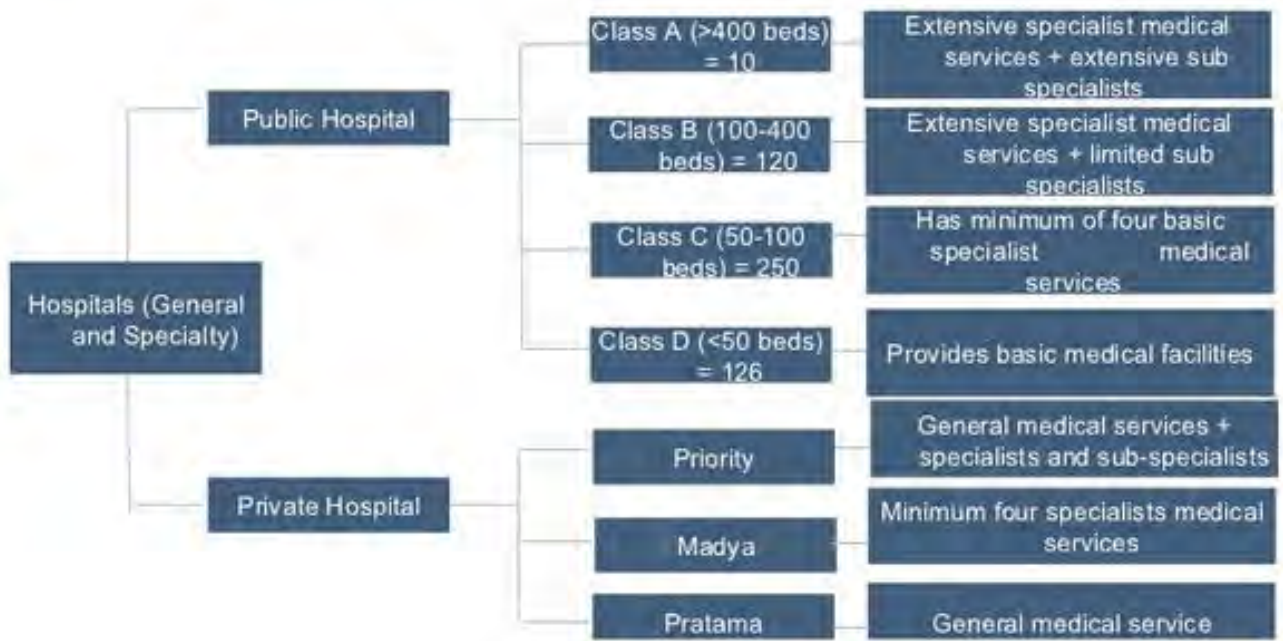 Hospitals (General
and Specialty)
Public Hospital
Class A (>400 beds)
= 10
Extensive specialist medical
services + extensive sub
specialists
Class B (100-400
beds) = 120
Extensive specialist medical
services + limited sub
specialists
Class C (50-100
beds) = 250
Has minimum of four basic
specialist medical
services
Class D (<50 beds)
= 126
Provides basic medical facilities
Private Hospital
Priority
General medical services +
specialists and sub-specialists
Madya
Minimum four specialists medical
services
Pratama
General medical service